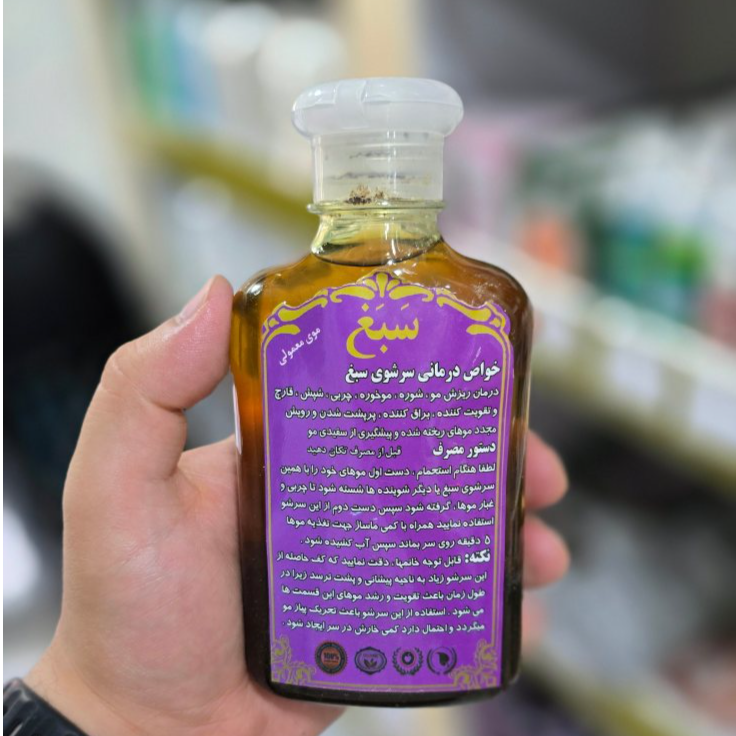 سَبَغ
موی معمولی
خواص درمانی سرشوی سبغ
درمان ریزش مو ، شوره ، موخوره ، چربی ، شپش ، قارچ
و تقویت کننده ، براق کننده ، پرپشت شدن و رویش
مجدد موهای ریخته شده و پیشگیری از سفیدی مو
دستور مصرف قبل از مصرف تکان دهید
لطفا هنگام استحمام ، دست اول موهای خود را با همین
سرشوی سبغ یا دیگر شوینده ها شسته شود تا چربی و
غبار موها ، گرفته شود سپس دست دوم از این سرشو
استفاده نمایید همراه با کمی ماساژ جهت تغذیه موها
۵ دقیقه روی سر بماند سپس آب کشیده شود .
نکته: قابل توجه خانمها ، دقت نمایید که کف حاصله از
این سرشو زیاد به ناحیه پیشانی و پشت نرسد زیرا در
طول زمان باعث تقویت و رشد موهای این قسمت ها
می شود . استفاده از این سرشو باعث تحریک پیاز مو
میگردد و احتمال دارد کمی خارش در سر ایجاد شود .